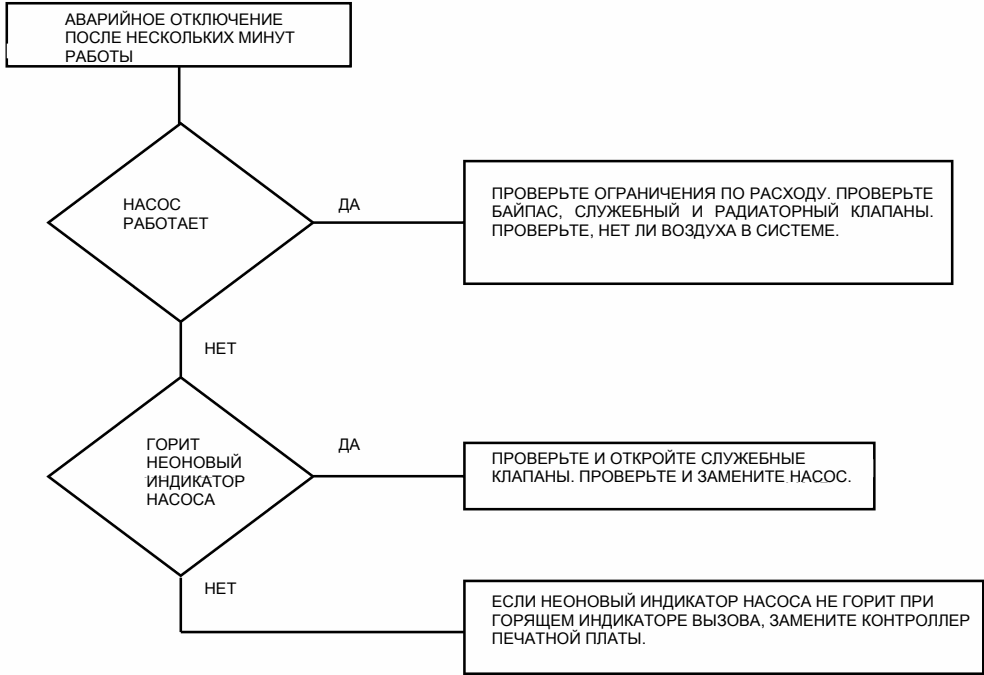 АВАРИЙНОЕ ОТКЛЮЧЕНИЕ
ПОСЛЕ НЕСКОЛЬКИХ МИНУТ
РАБОТЫ
НАСОС
РАБОТАЕТ
ДА
ПРОВЕРЬТЕ ОГРАНИЧЕНИЯ ПО РАСХОДУ. ПРОВЕРЬТЕ
БАЙПАС, СЛУЖЕБНЫЙ И РАДИАТОРНЫЙ КЛАПАНЫ.
ПРОВЕРЬТЕ, НЕТ ЛИ ВОЗДУХА В СИСТЕМЕ.
НЕТ
ГОРИТ
НЕОНОВЫЙ
ИНДИКАТОР
НАСОСА
ДА
ПРОВЕРЬТЕ И ОТКРОЙТЕ СЛУЖЕБНЫЕ
КЛАПАНЫ. ПРОВЕРЬТЕ И ЗАМЕНИТЕ НАСОС.
НЕТ
ЕСЛИ НЕОНОВЫЙ ИНДИКАТОР НАСОСА НЕ ГОРИТ ПРИ
ГОРЯЩЕМ ИНДИКАТОРЕ ВЫЗОВА, ЗАМЕНИТЕ КОНТРОЛЛЕР
ПЕЧАТНОЙ ПЛАТЫ.